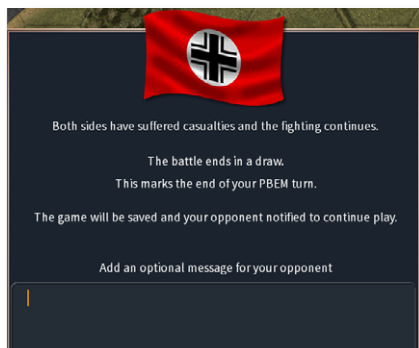 Both sides have suffered casualties and the fighting continues.
The battle ends in a draw.
This marks the end of your PBEM turn.
The game will be saved and your opponent notified to continue play.
Add an optional message for your opponent